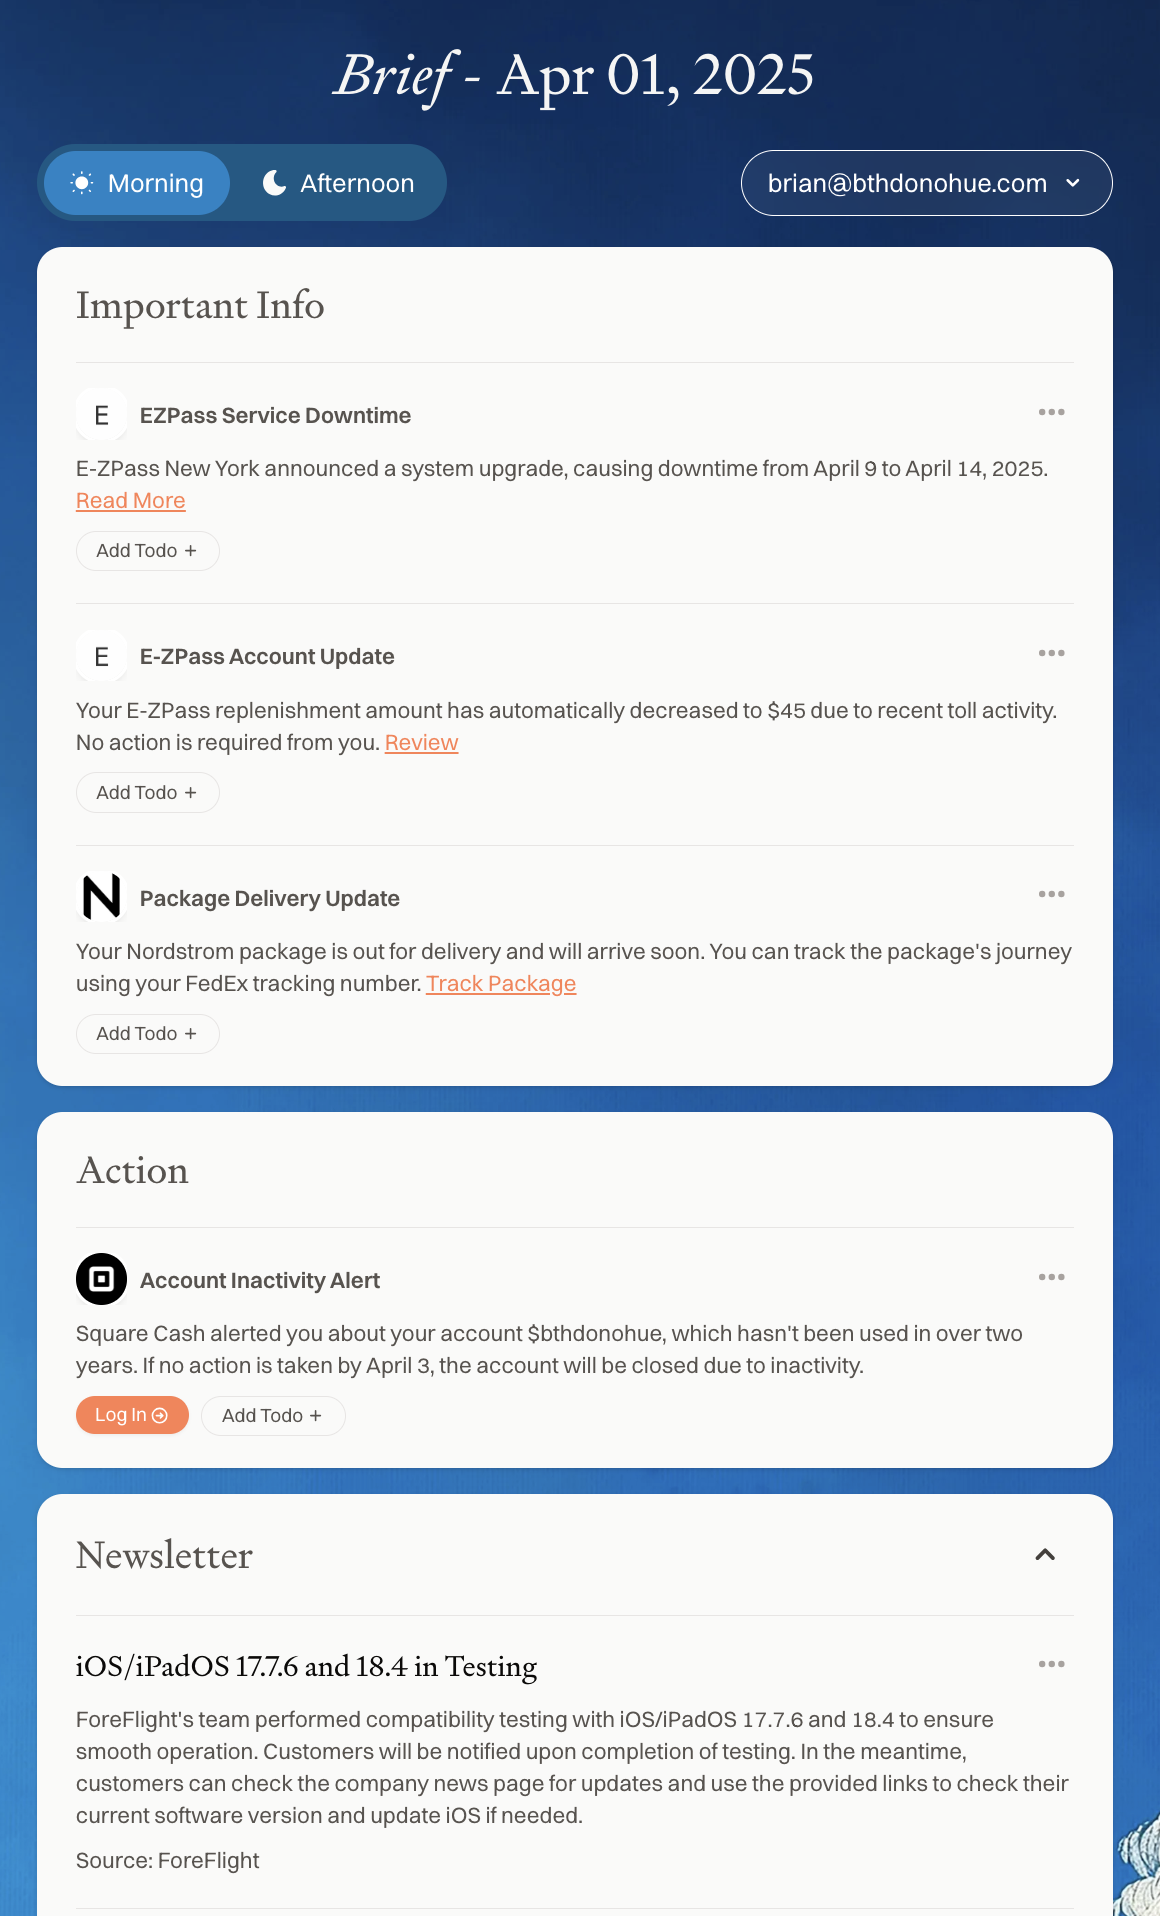 Brief - Apr 01, 2025
Morning
Afternoon
brian@bthdonohue.com
Important Info
E
EZPass Service Downtime
E-ZPass New York announced a system upgrade, causing downtime from April 9 to April 14, 2025.
Read More
Add Todo +
E
E-ZPass Account Update
Your E-ZPass replenishment amount has automatically decreased to $45 due to recent toll activity.
No action is required from you. Review
Add Todo +
N
Package Delivery Update
Your Nordstrom package is out for delivery and will arrive soon. You can track the package's journey
using your FedEx tracking number. Track Package
Add Todo +
Action
Account Inactivity Alert
Square Cash alerted you about your account $bthdonohue, which hasn't been used in over two
years. If no action is taken by April 3, the account will be closed due to inactivity.
Log In
Add Todo +
Newsletter
iOS/iPadOS 17.7.6 and 18.4 in Testing
ForeFlight's team performed compatibility testing with iOS/iPadOS 17.7.6 and 18.4 to ensure
smooth operation. Customers will be notified upon completion of testing. In the meantime,
customers can check the company news page for updates and use the provided links to check their
current software version and update iOS if needed.
Source: ForeFlight